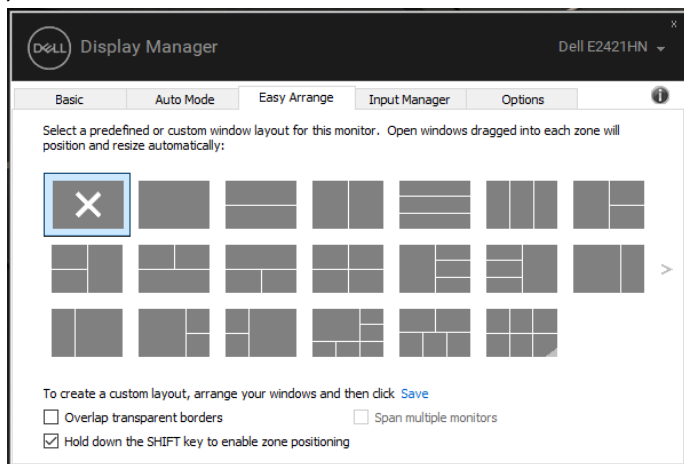 DELL Display Manager
x
Dell E2421HN
Basic Auto Mode Easy Arrange Input Manager Options
Select a predefined or custom window layout for this monitor. Open windows dragged into each zone will
position and resize automatically:
>
To create a custom layout, arrange your windows and then click Save
Overlap transparent borders Span multiple monitors
Hold down the SHIFT key to enable zone positioning